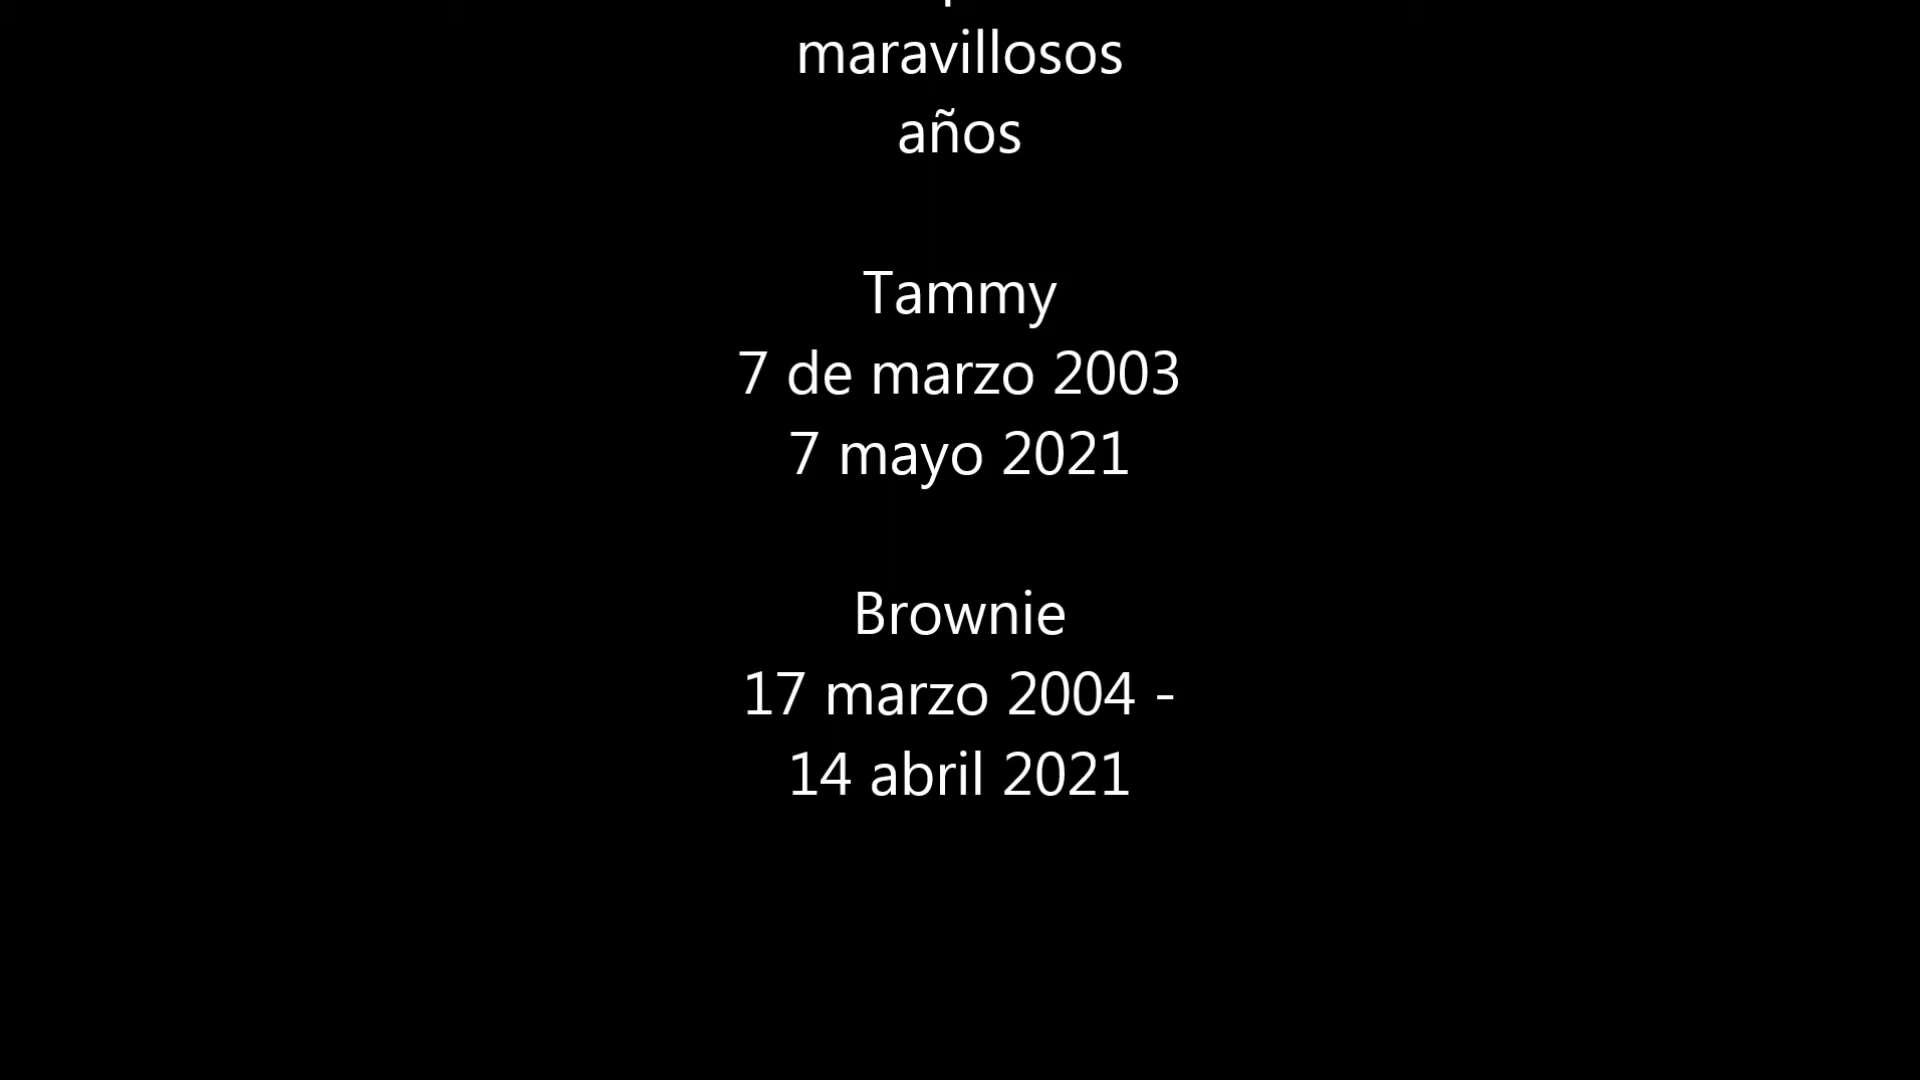 maravillosos
años
Tammy
7 de marzo 2003
7 mayo 2021
Brownie
17 marzo 2004 -
14 abril 2021